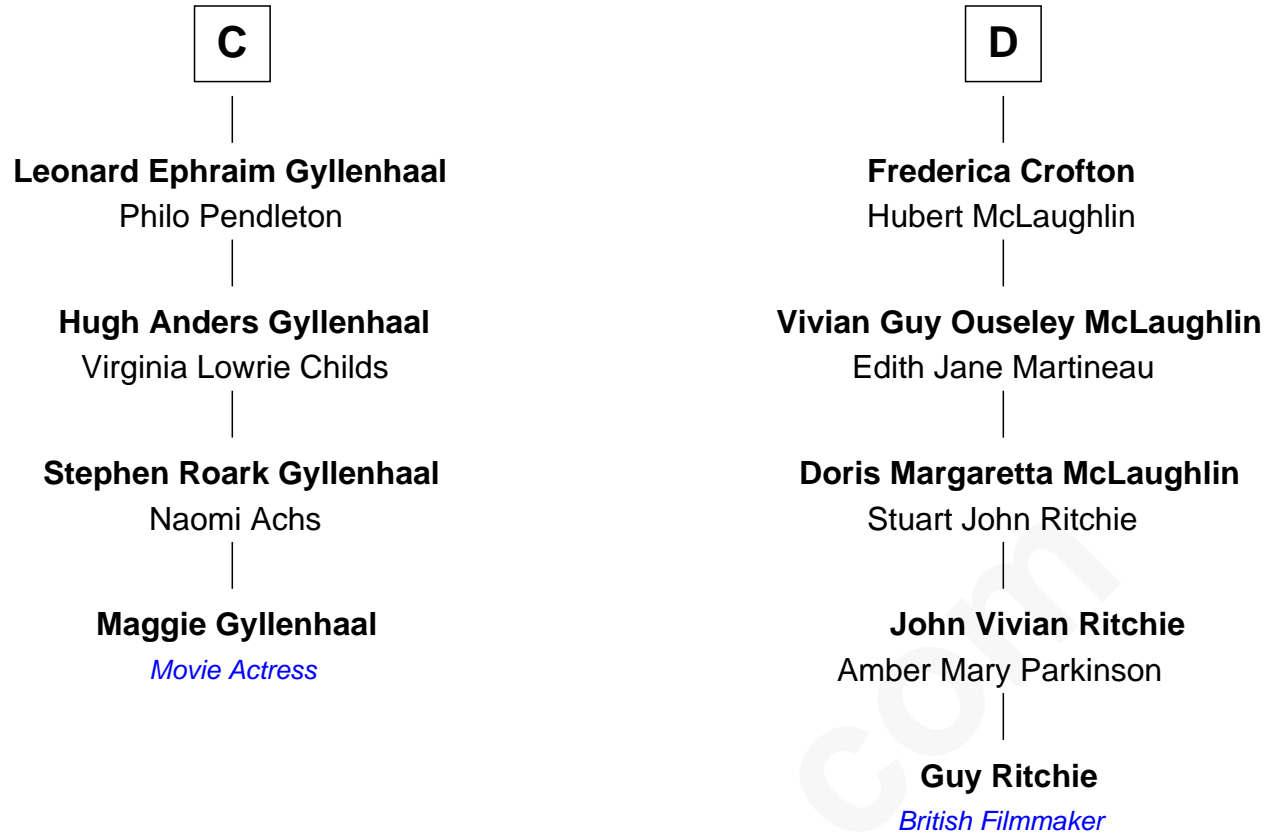 C
Leonard Ephraim Gyllenhaal
Philo Pendleton
Hugh Anders Gyllenhaal
Virginia Lowrie Childs
Stephen Roark Gyllenhaal
Naomi Achs
Maggie Gyllenhaal
Movie Actress
D
Frederica Crofton
Hubert McLaughlin
Vivian Guy Ouseley McLaughlin
Edith Jane Martineau
Doris Margaretta McLaughlin
Stuart John Ritchie
John Vivian Ritchie
Amber Mary Parkinson
Guy Ritchie
British Filmmaker
com